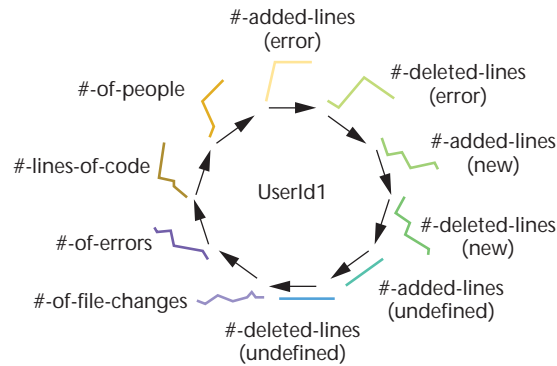 #-added-lines
(error)
#-deleted-lines
(error)
#-of-people
#-added-lines
(new)
#-lines-of-code
UserId1
#-deleted-lines
(new)
#-of-errors
#-added-lines
(undefined)
#-of-file-changes
#-deleted-lines
(undefined)